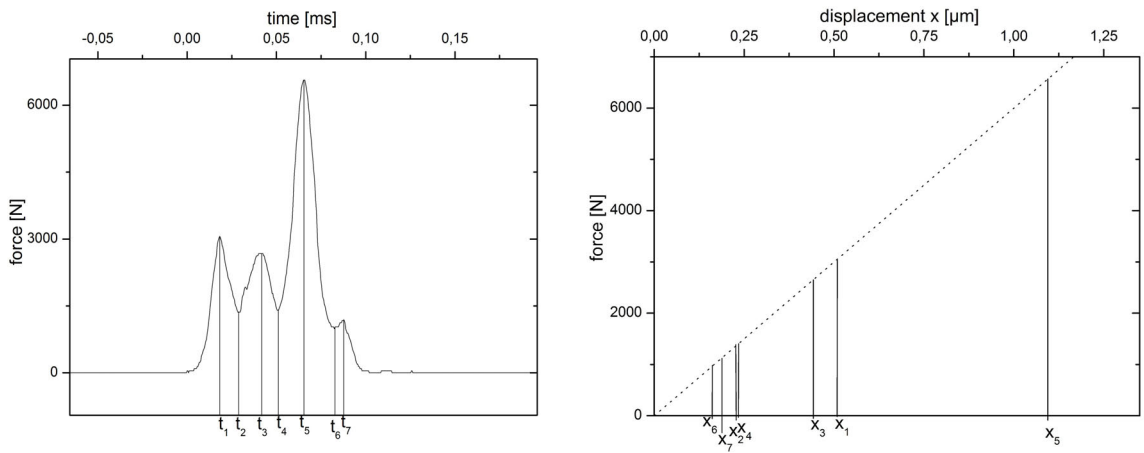 time [ms]
-0,05 0,00 0,05 0,10 0,15
force [N]
6000
3000
0
t1 t2 t3 t4 t5 t6 t7
displacement x [µm]
0,00 0,25 0,50 0,75 1,00 1,25
force [N]
6000
4000
2000
0
x6 x7 x2 x4 x3 x1 x5